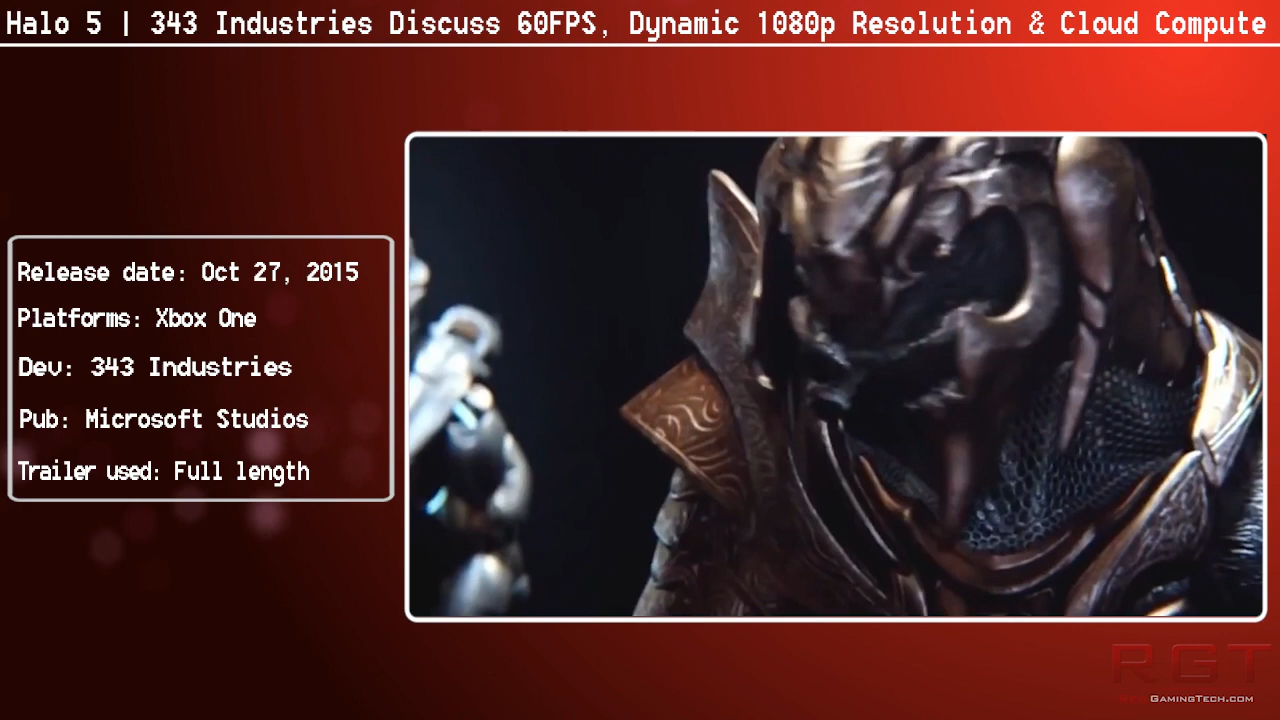 Halo 5 | 343 Industries Discuss 60FPS, Dynamic 1080p Resolution & Cloud Compute
Release date: Oct 27, 2015
Platforms: Xbox One
Dev: 343 Industries
Pub: Microsoft Studios
Trailer used: Full length
RGT
RedGamingTech.com